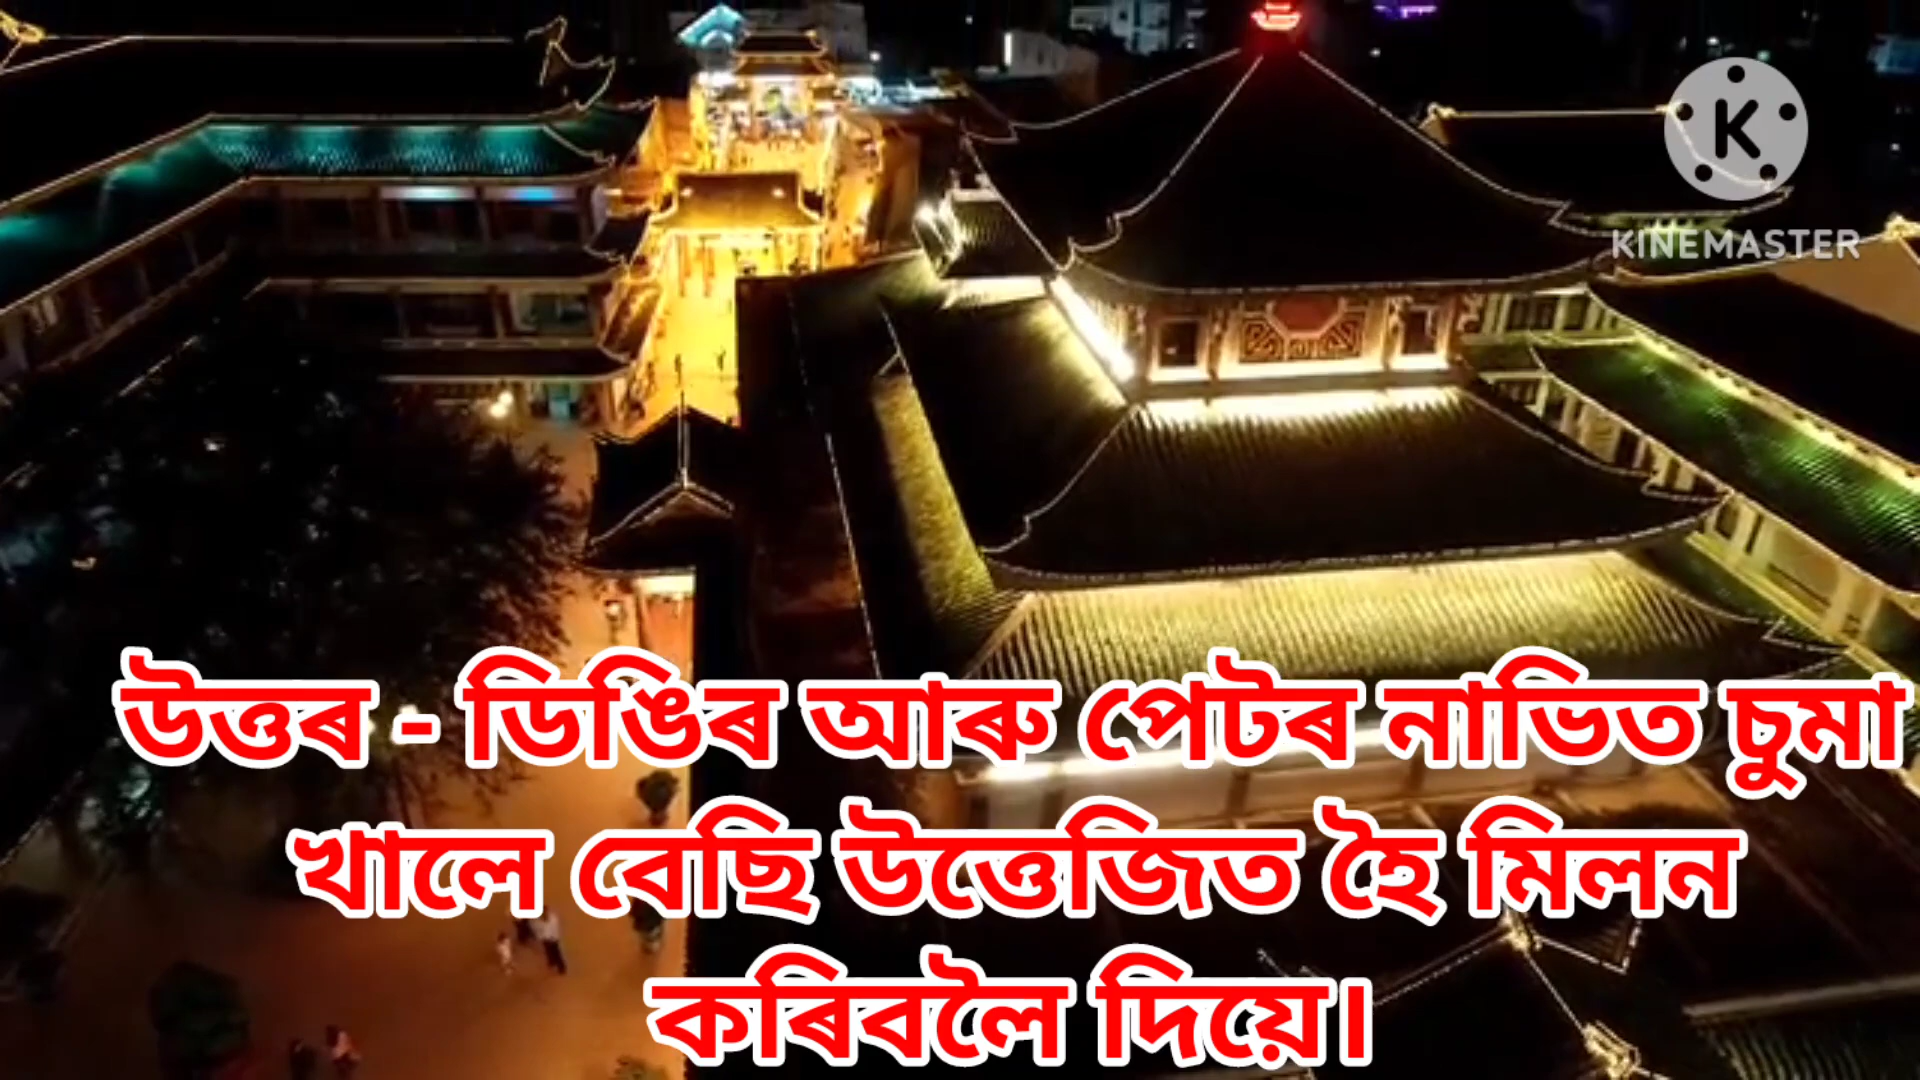 KINEMASTER
উত্তৰ - ডিঙিৰ আৰু পেটৰ নাভিত চুমা
খালে বেছি উত্তেজিত হৈ মিলন
কৰিবলৈ দিয়ে।